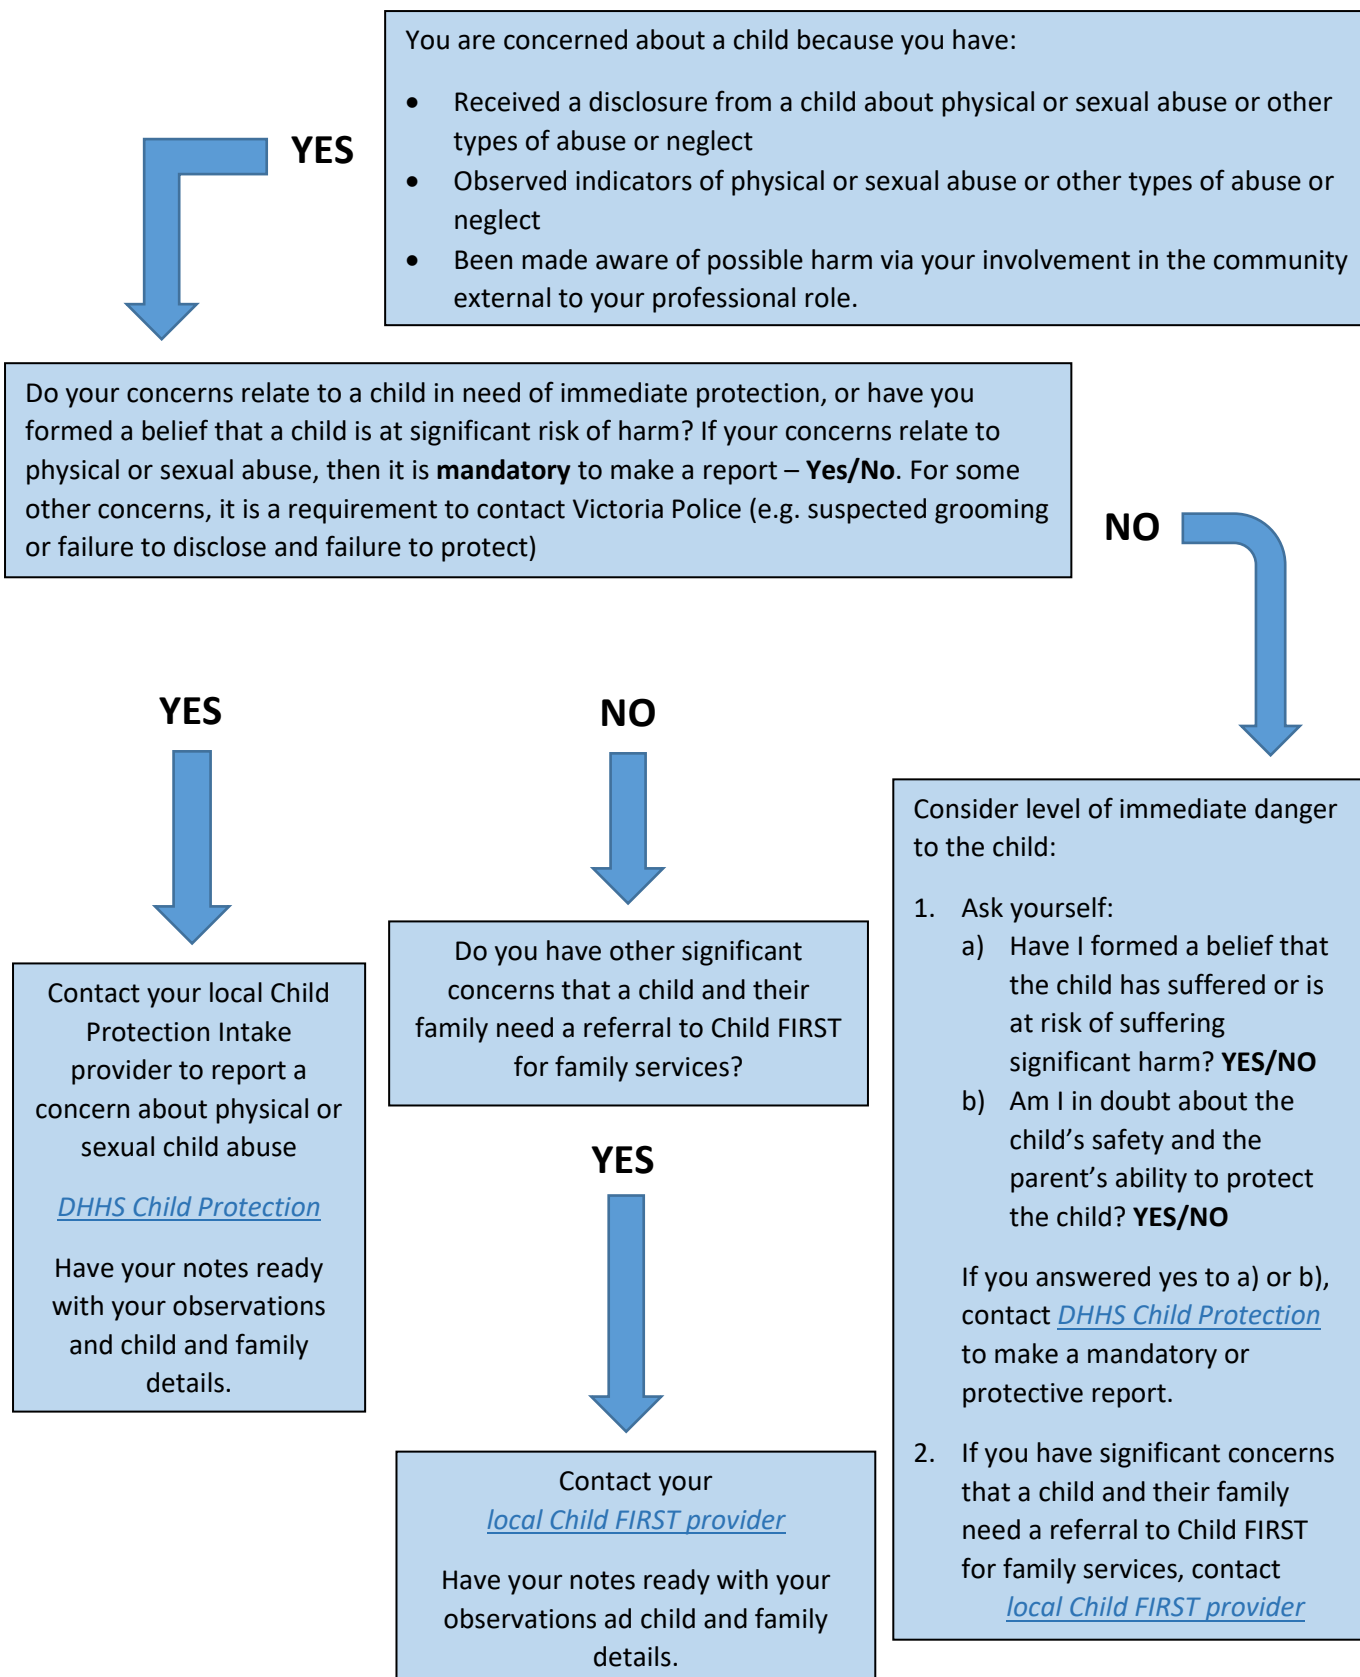 You are concerned about a child because you have:
• Received a disclosure from a child about physical or sexual abuse or other
types of abuse or neglect
• Observed indicators of physical or sexual abuse or other types of abuse or
neglect
• Been made aware of possible harm via your involvement in the community
external to your professional role.
YES
Do your concerns relate to a child in need of immediate protection, or have you
formed a belief that a child is at significant risk of harm? If your concerns relate to
physical or sexual abuse, then it is mandatory to make a report – Yes/No. For some
other concerns, it is a requirement to contact Victoria Police (e.g. suspected grooming
or failure to disclose and failure to protect)
NO
YES
NO
Contact your local Child
Protection Intake
provider to report a
concern about physical or
sexual child abuse
DHHS Child Protection
Have your notes ready
with your observations
and child and family
details.
Do you have other significant
concerns that a child and their
family need a referral to Child FIRST
for family services?
YES
Contact your
local Child FIRST provider
Have your notes ready with your
observations ad child and family
details.
Consider level of immediate danger
to the child:
1. Ask yourself:
a) Have I formed a belief that
the child has suffered or is
at risk of suffering
significant harm? YES/NO
b) Am I in doubt about the
child’s safety and the
parent’s ability to protect
the child? YES/NO
If you answered yes to a) or b),
contact DHHS Child Protection
to make a mandatory or
protective report.
2. If you have significant concerns
that a child and their family
need a referral to Child FIRST
for family services, contact
local Child FIRST provider